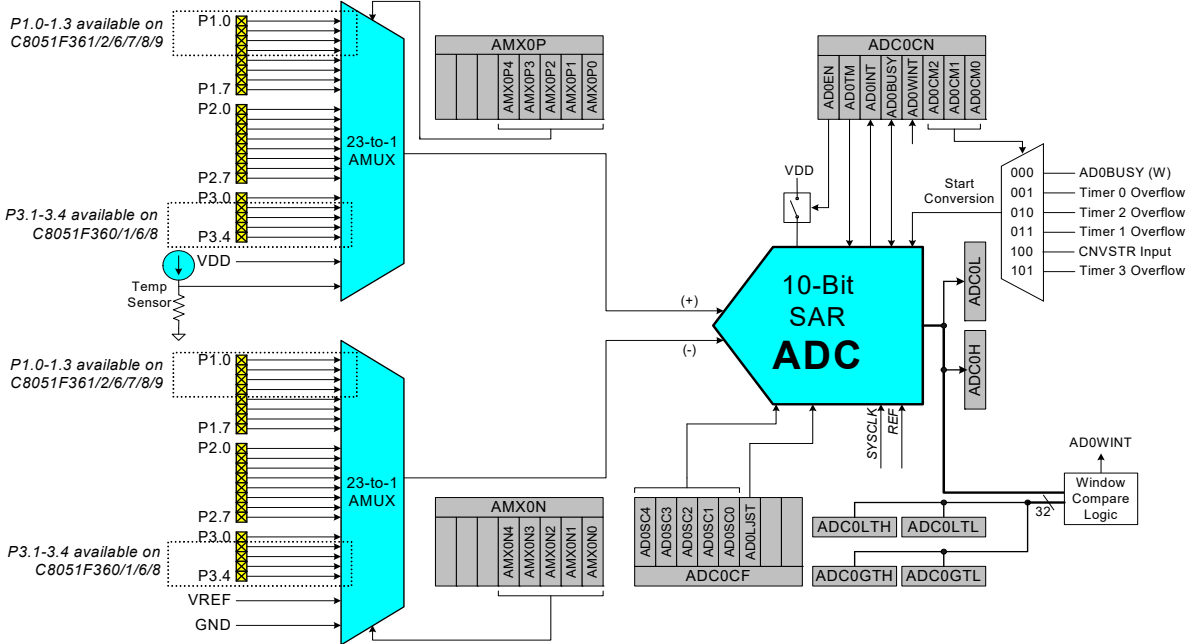 P1.0-1.3 available on
C8051F361/2/6/7/8/9
P1.0
P1.7
P2.0
P2.7
P3.0
P3.1-3.4 available on
C8051F360/1/6/8
P3.4
VDD
Temp
Sensor
23-to-1
AMUX
AMX0P
AMX0P4
AMX0P3
AMX0P2
AMX0P1
AMX0P0
ADC0CN
AD0EN
AD0TM
AD0INT
AD0BUSY
AD0WINT
AD0CM2
AD0CM1
AD0CM0
VDD
Start
Conversion
000
AD0BUSY (W)
001
Timer 0 Overflow
010
Timer 2 Overflow
011
Timer 1 Overflow
100
CNVSTR Input
101
Timer 3 Overflow
(+)
(-)
10-Bit
SAR
ADC
ADC0L
ADC0H
SYSCLK
REF
P1.0-1.3 available on
C8051F361/2/6/7/8/9
P1.0
P1.7
P2.0
P2.7
P3.0
P3.1-3.4 available on
C8051F360/1/6/8
P3.4
VREF
GND
23-to-1
AMUX
AMX0N
AMX0N4
AMX0N3
AMX0N2
AMX0N1
AMX0N0
AD0SC4
AD0SC3
AD0SC2
AD0SC1
AD0SC0
AD0LJST
ADC0CF
AD0WINT
Window
Compare
Logic
32
ADC0LTH
ADC0LTL
ADC0GTH
ADC0GTL